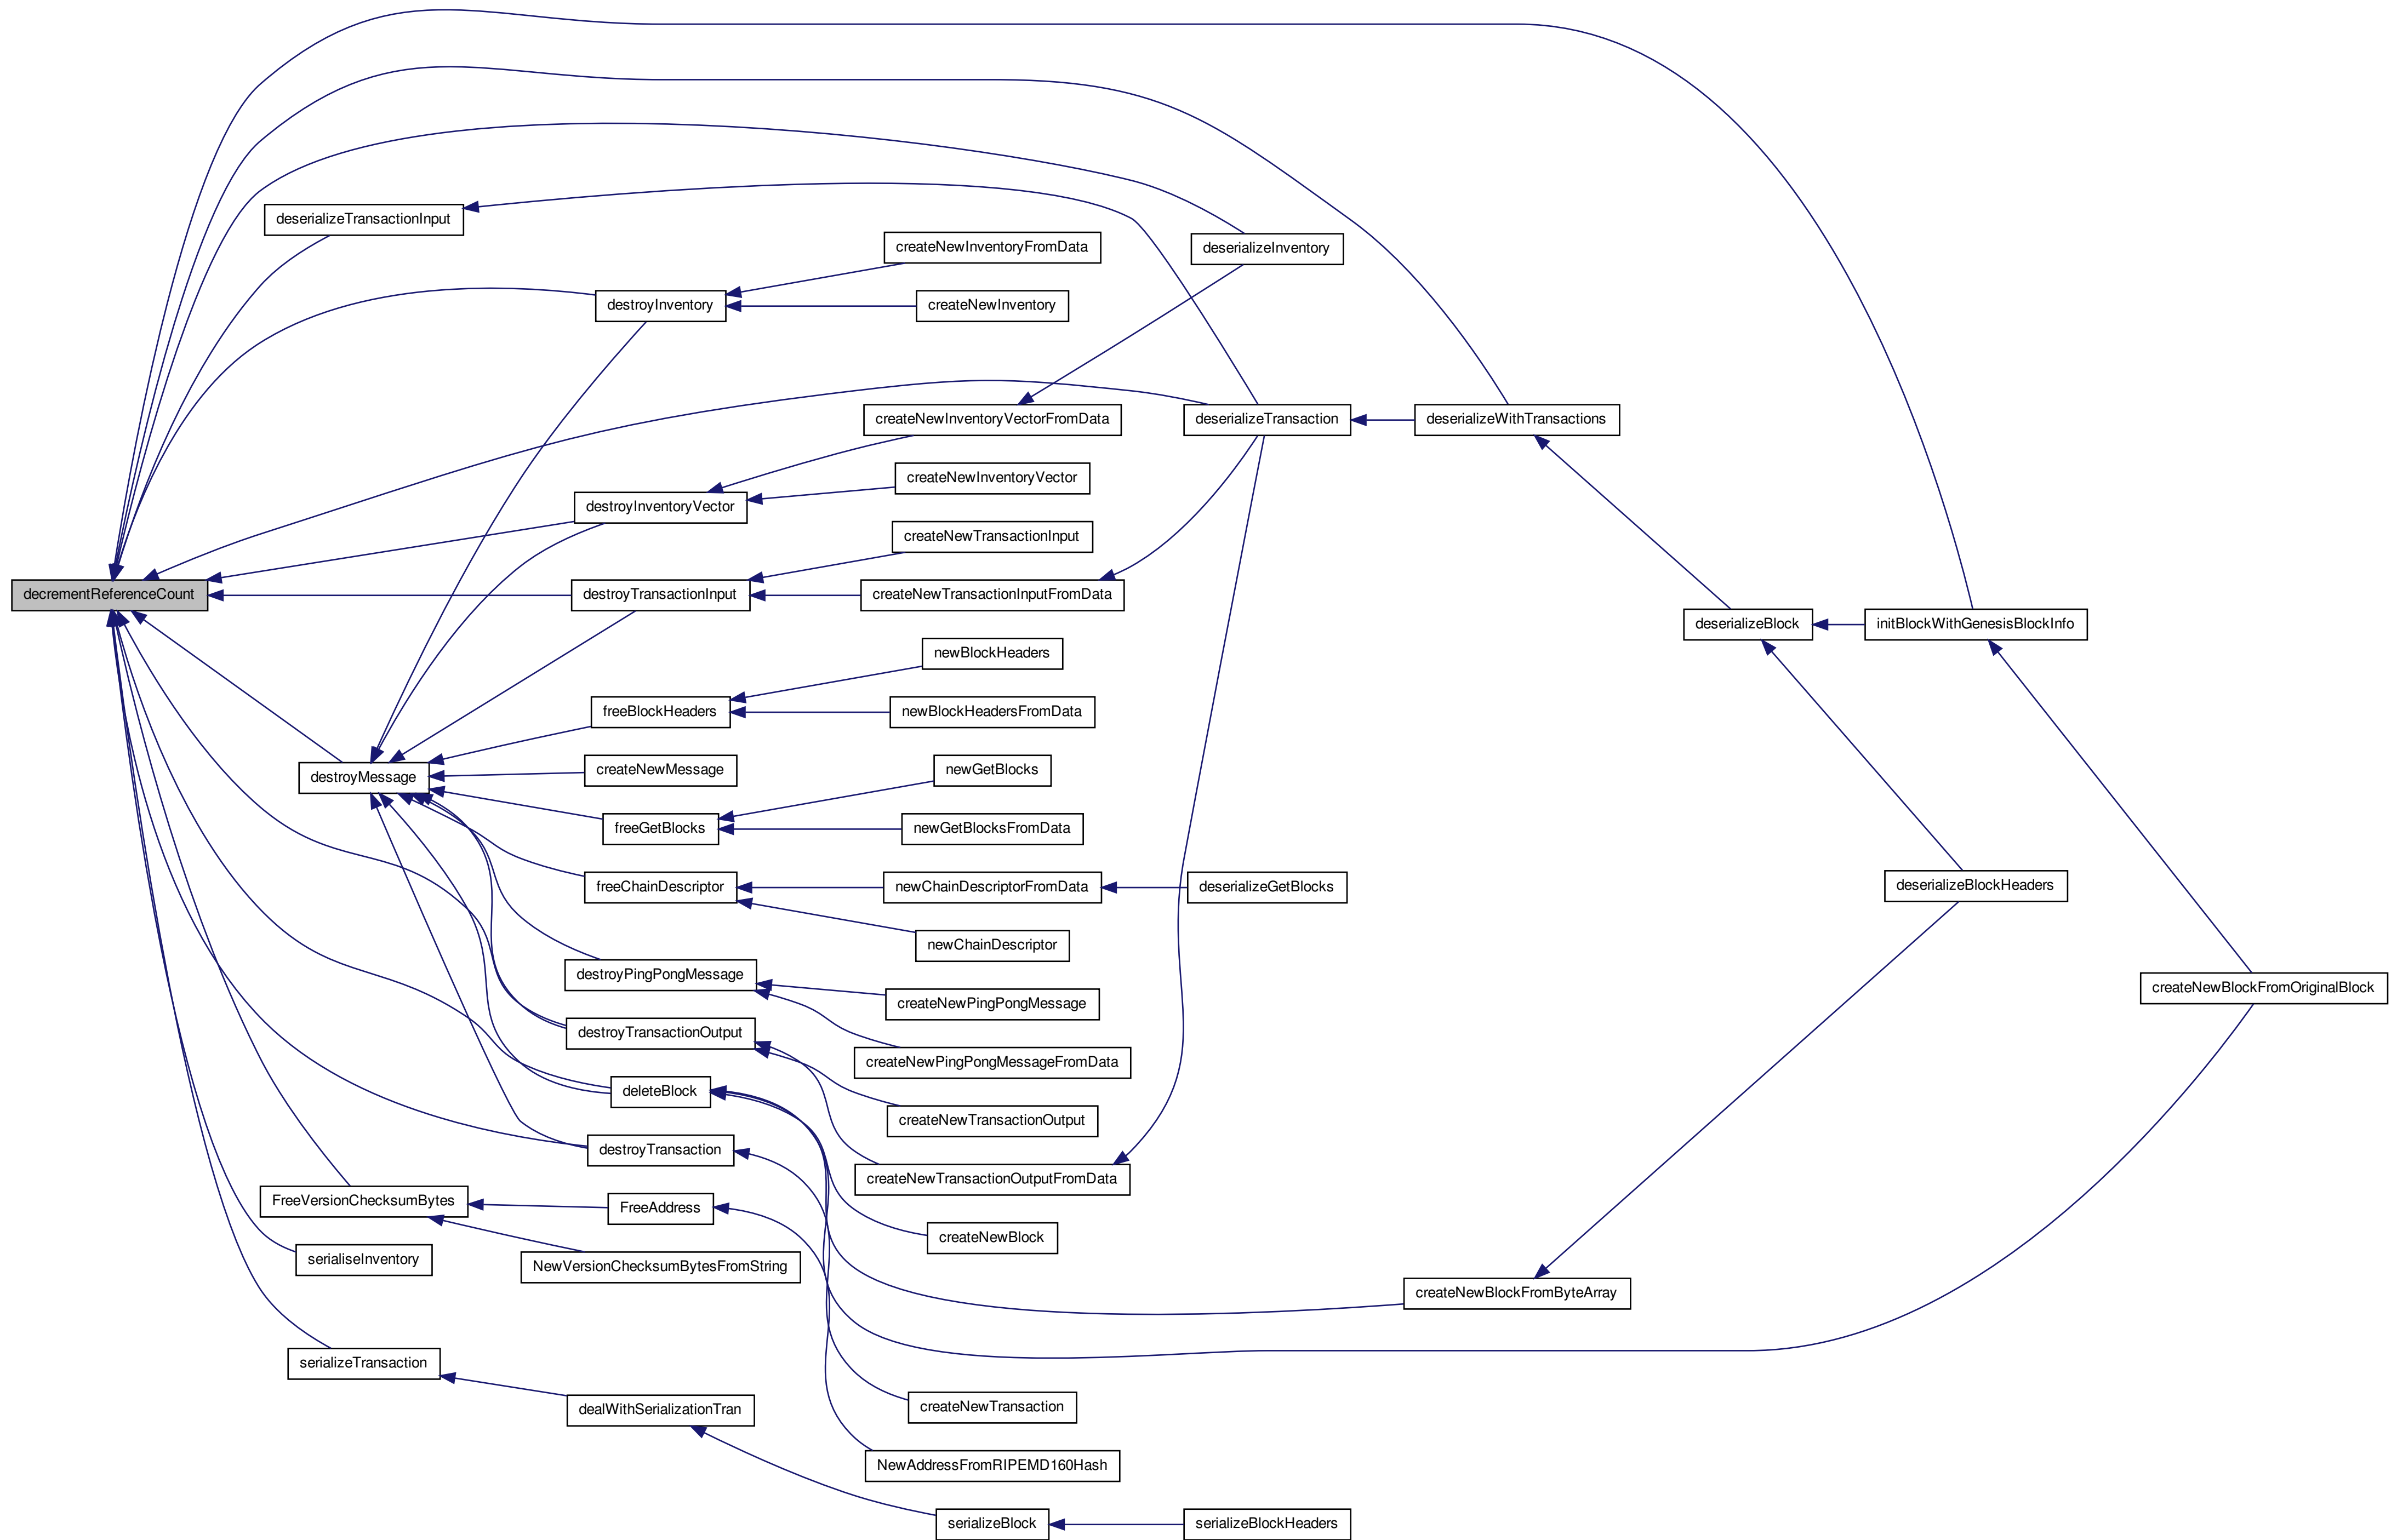 deserializeTransactionInput
createNewInventoryFromData
deserializeInventory
destroyInventory
createNewInventory
createNewInventoryVectorFromData
deserializeTransaction
deserializeWithTransactions
createNewInventoryVector
destroyInventoryVector
createNewTransactionInput
decrementReferenceCount
destroyTransactionInput
createNewTransactionInputFromData
deserializeBlock
initBlockWithGenesisBlockInfo
newBlockHeaders
freeBlockHeaders
newBlockHeadersFromData
destroyMessage
createNewMessage
newGetBlocks
freeGetBlocks
newGetBlocksFromData
freeChainDescriptor
newChainDescriptorFromData
deserializeGetBlocks
deserializeBlockHeaders
newChainDescriptor
destroyPingPongMessage
createNewBlockFromOriginalBlock
createNewPingPongMessage
destroyTransactionOutput
createNewPingPongMessageFromData
deleteBlock
createNewTransactionOutput
destroyTransaction
createNewTransactionOutputFromData
FreeVersionChecksumBytes
FreeAddress
createNewBlock
serialiseInventory
NewVersionChecksumBytesFromString
createNewBlockFromByteArray
serializeTransaction
dealWithSerializationTran
createNewTransaction
NewAddressFromRIPEMD160Hash
serializeBlock
serializeBlockHeaders